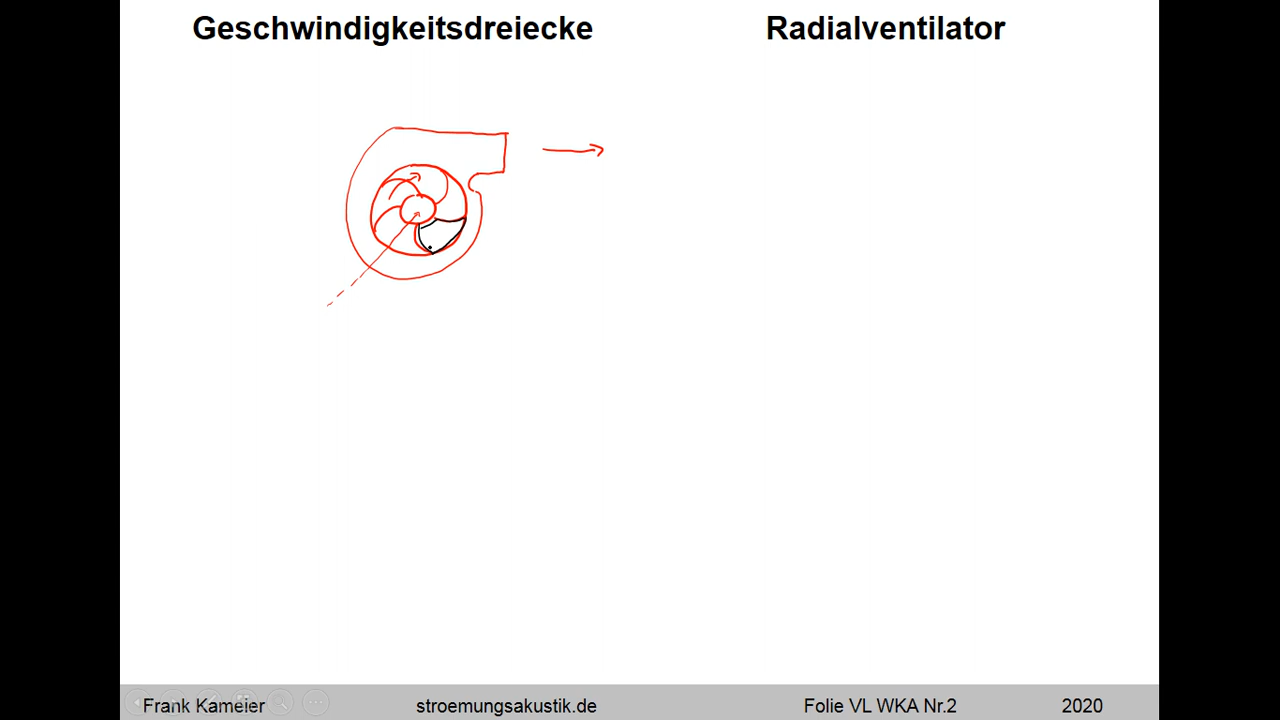 Geschwindigkeitsdreiecke Radialventilator
Frank Kameier stroemungsakustik.de Folie VL WKA Nr.2 2020